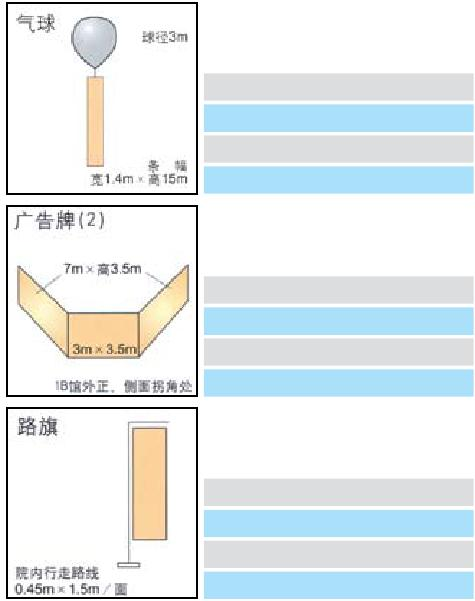 气球
球径3m
条 幅
宽1.4m×高15m
广告牌(2)
7m×高3.5m
3m×3.5m
1B馆外正、侧面拐角处
路旗
院内行走路线
0.45m×1.5m/面